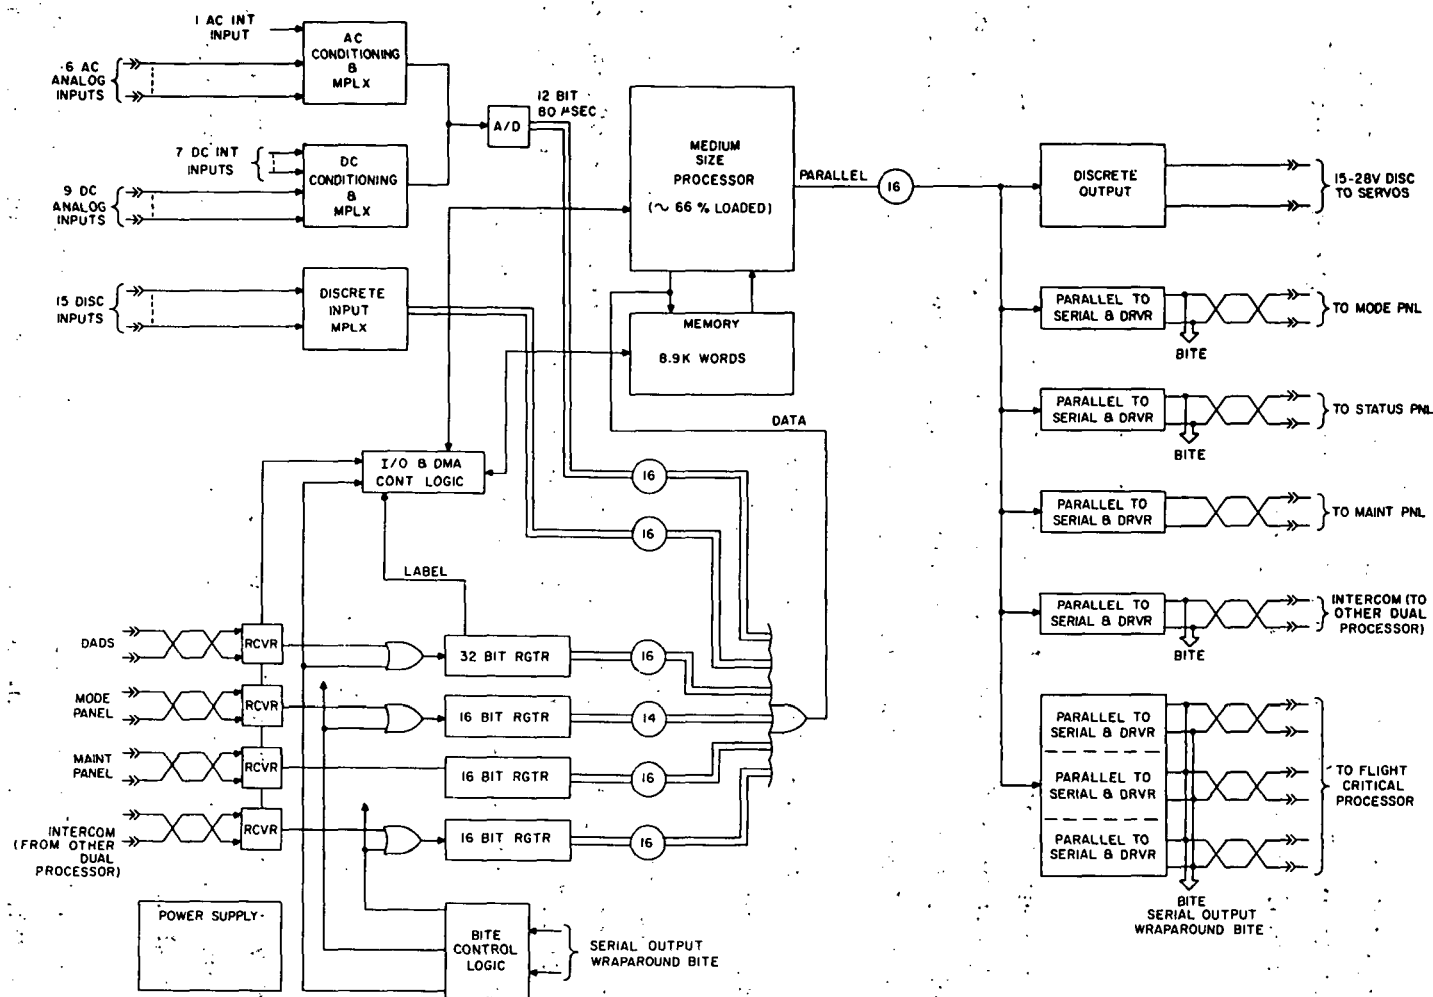 1 AC INT
INPUT
6 AC
ANALOG
INPUTS
AC
CONDITIONING
&
MPLX
7 DC INT
INPUTS
9 DC
ANALOG
INPUTS
DC
CONDITIONING
&
MPLX
A/D
12 BIT
80 µSEC
15 DISC
INPUTS
DISCRETE
INPUT
MPLX
MEDIUM
SIZE
PROCESSOR
(~ 66 % LOADED)
PARALLEL
16
MEMORY
8.9K WORDS
DATA
I/O & DMA
CONT LOGIC
16
16
LABEL
DADS
RCVR
32 BIT RGTR
16
MODE
PANEL
RCVR
16 BIT RGTR
14
MAINT
PANEL
RCVR
16 BIT RGTR
16
INTERCOM
(FROM OTHER
DUAL
PROCESSOR)
RCVR
16 BIT RGTR
16
POWER SUPPLY
BITE
CONTROL
LOGIC
SERIAL OUTPUT
WRAPAROUND BITE
DISCRETE
OUTPUT
15-28V DISC
TO SERVOS
PARALLEL TO
SERIAL & DRVR
BITE
TO MODE PNL
PARALLEL TO
SERIAL & DRVR
BITE
TO STATUS PNL
PARALLEL TO
SERIAL & DRVR
TO MAINT PNL
PARALLEL TO
SERIAL & DRVR
BITE
INTERCOM (TO
OTHER DUAL
PROCESSOR)
PARALLEL TO
SERIAL & DRVR
PARALLEL TO
SERIAL & DRVR
PARALLEL TO
SERIAL & DRVR
TO FLIGHT
CRITICAL
PROCESSOR
BITE
SERIAL OUTPUT
WRAPAROUND BITE